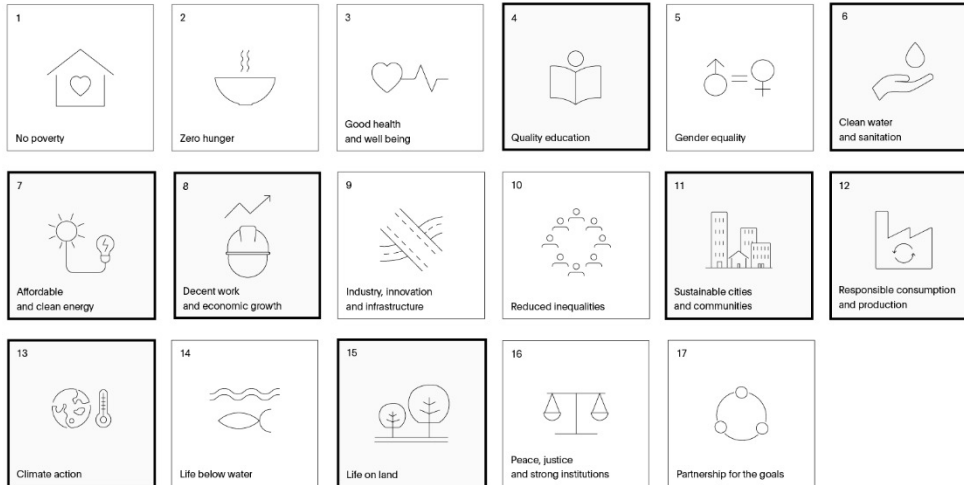 1
No poverty
2
Zero hunger
3
Good health
and well being
4
Quality education
5
Gender equality
6
Clean water
and sanitation
7
Affordable
and clean energy
8
Decent work
and economic growth
9
Industry, innovation
and infrastructure
10
Reduced inequalities
11
Sustainable cities
and communities
12
Responsible consumption
and production
13
Climate action
14
Life below water
15
Life on land
16
Peace, justice
and strong institutions
17
Partnership for the goals